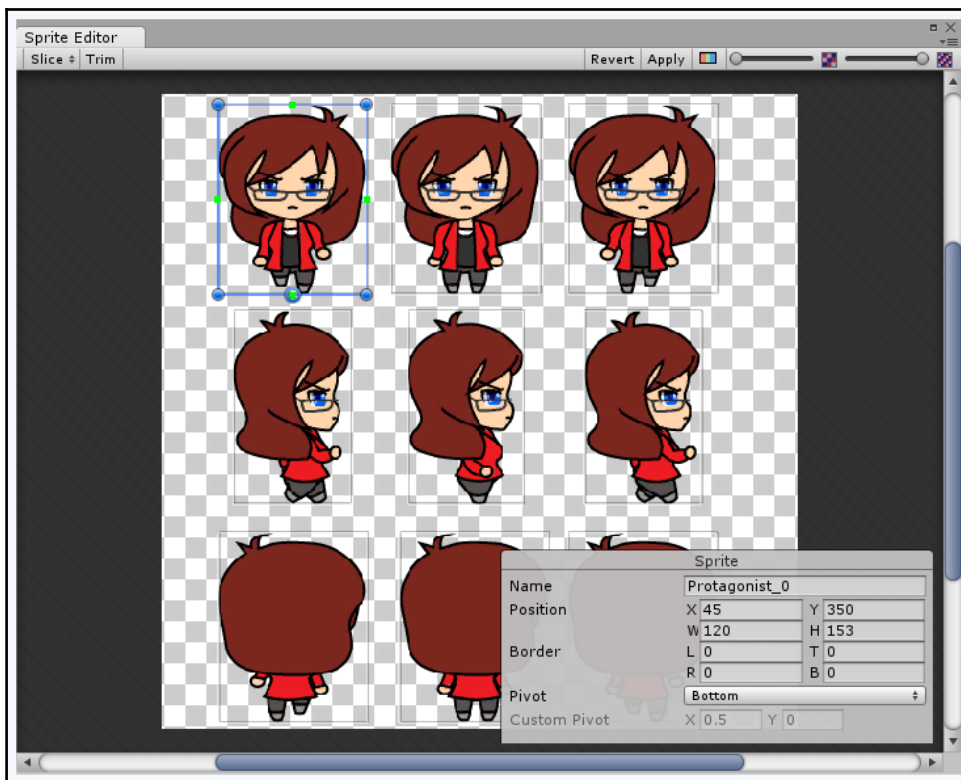 Sprite Editor
Slice Trim Revert Apply
Sprite
Name Protagonist_0
Position X 45 Y 350
W 120 H 153
Border L 0 T 0
R 0 B 0
Pivot Bottom
Custom Pivot X 0.5 Y 0